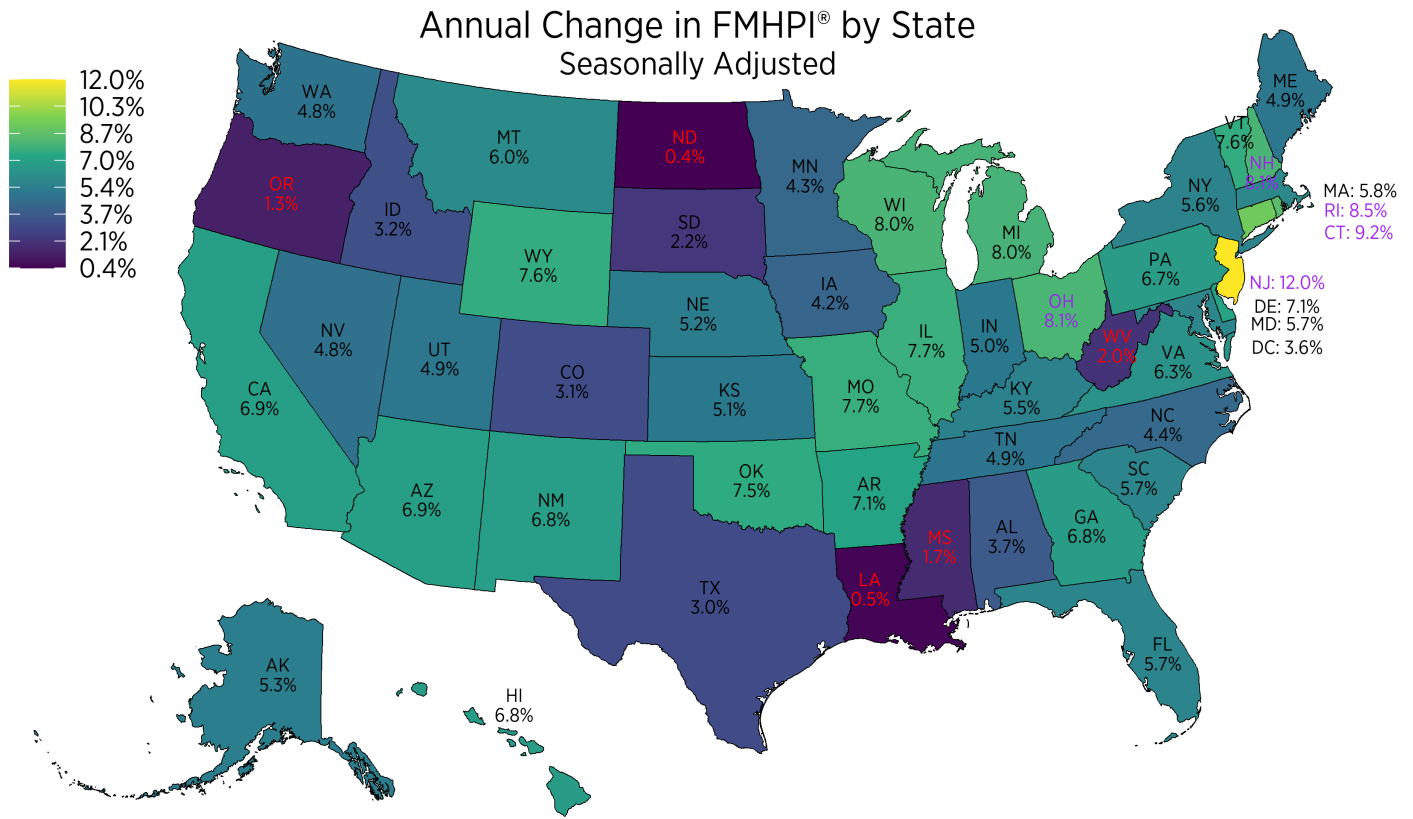 Annual Change in FMHPI® by State
Seasonally Adjusted
12.0%
10.3%
8.7%
7.0%
5.4%
3.7%
2.1%
0.4%
WA
4.8%
OR
1.3%
ID
3.2%
MT
6.0%
WY
7.6%
ND
0.4%
SD
2.2%
MN
4.3%
WI
8.0%
MI
8.0%
NE
5.2%
IA
4.2%
IL
7.7%
IN
5.0%
OH
8.1%
NV
4.8%
UT
4.9%
CO
3.1%
KS
5.1%
MO
7.7%
KY
5.5%
WV
2.0%
VA
6.3%
CA
6.9%
AZ
6.9%
NM
6.8%
OK
7.5%
AR
7.1%
TN
4.9%
NC
4.4%
SC
5.7%
TX
3.0%
LA
0.5%
MS
1.7%
AL
3.7%
GA
6.8%
FL
5.7%
AK
5.3%
HI
6.8%
ME
4.9%
VT
7.6%
NH
8.1%
NY
5.6%
PA
6.7%
MA: 5.8%
RI: 8.5%
CT: 9.2%
NJ: 12.0%
DE: 7.1%
MD: 5.7%
DC: 3.6%